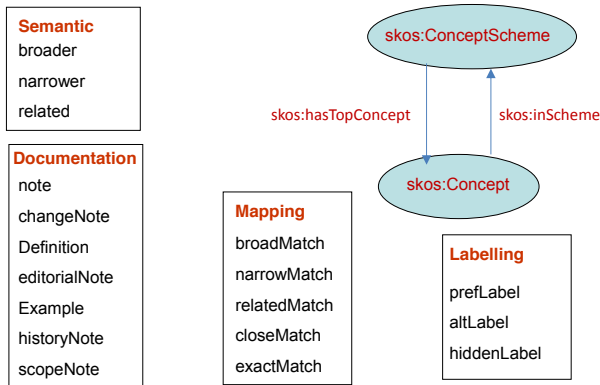 Semantic
broader
narrower
related
skos:ConceptScheme
skos:hasTopConcept
skos:inScheme
skos:Concept
Documentation
note
changeNote
Definition
editorialNote
Example
historyNote
scopeNote
Mapping
broadMatch
narrowMatch
relatedMatch
closeMatch
exactMatch
Labelling
prefLabel
altLabel
hiddenLabel